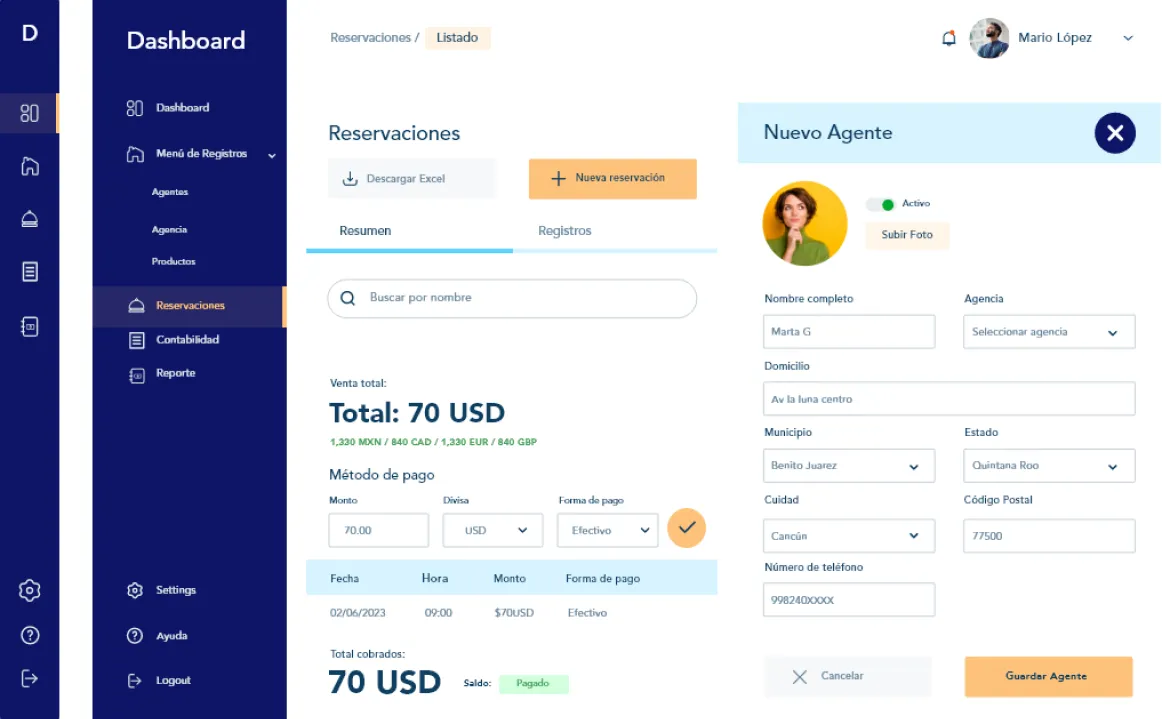 D
Dashboard
Dashboard
Menú de Registros
Agentes
Agencia
Productos
Reservaciones
Contabilidad
Reporte
Settings
Ayuda
Logout
Reservaciones / Listado
Mario López
Reservaciones
Descargar Excel
Nueva reservación
Resumen Registros
Buscar por nombre
Venta total:
Total: 70 USD
1,330 MXN / 840 CAD / 1,330 EUR / 840 GBP
Método de pago
Monto Divisa Forma de pago
70.00 USD Efectivo
Fecha Hora Monto Forma de pago
02/06/2023 09:00 $70USD Efectivo
Total cobrados:
70 USD Saldo: Pagado
Nuevo Agente
Activo
Subir Foto
Nombre completo Agencia
Marta G Seleccionar agencia
Domicilio
Av la luna centro
Municipio Estado
Benito Juarez Quintana Roo
Cuidad Código Postal
Cancún 77500
Número de teléfono
998240XXXX
Cancelar Guardar Agente